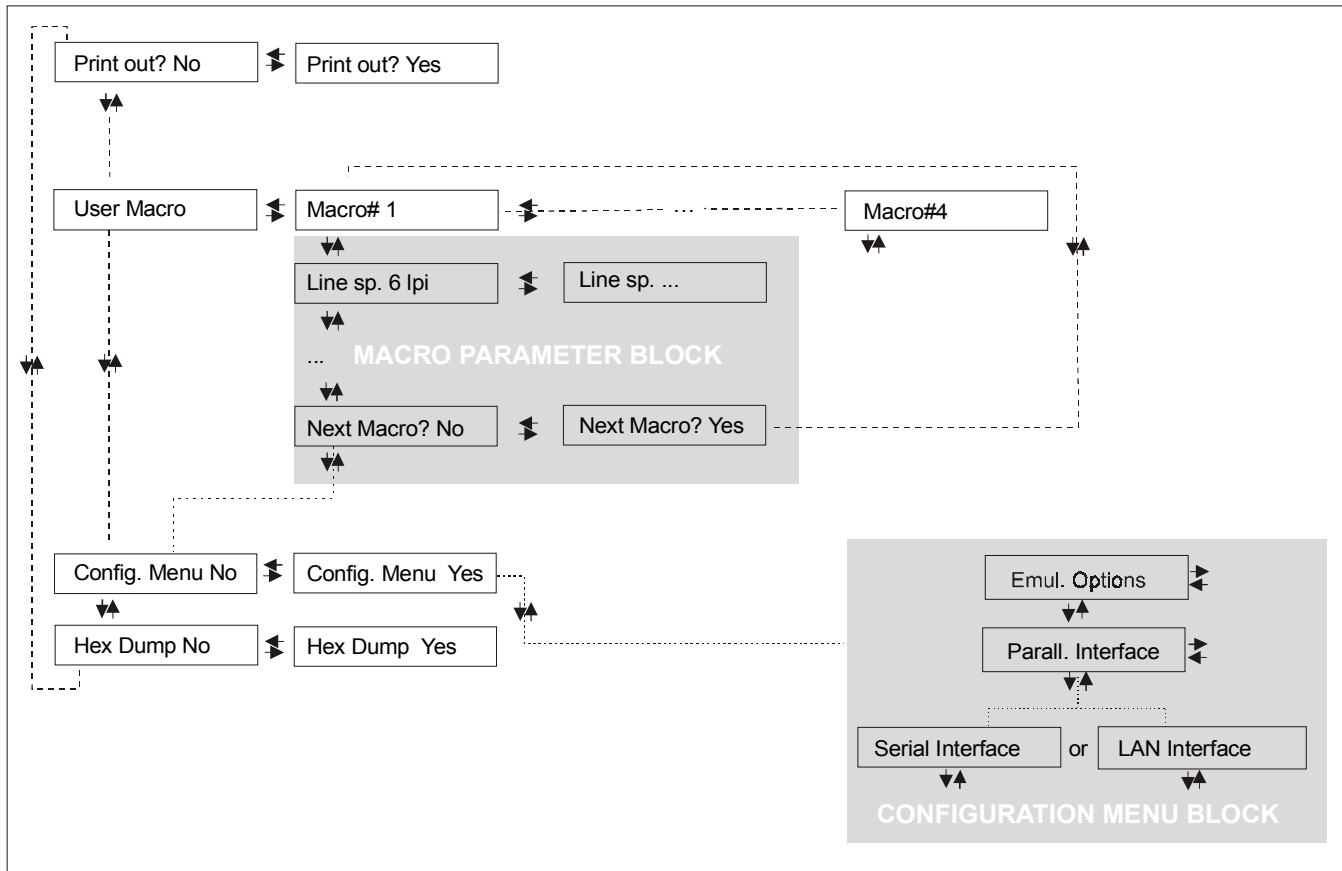 Print out? No
Print out? Yes
User Macro
Macro# 1
...
Macro#4
Line sp. 6 lpi
Line sp. ...
... MACRO PARAMETER BLOCK
Next Macro? No
Next Macro? Yes
Config. Menu No
Config. Menu Yes
Hex Dump No
Hex Dump Yes
Emul. Options
Parall. Interface
Serial Interface or LAN Interface
CONFIGURATION MENU BLOCK